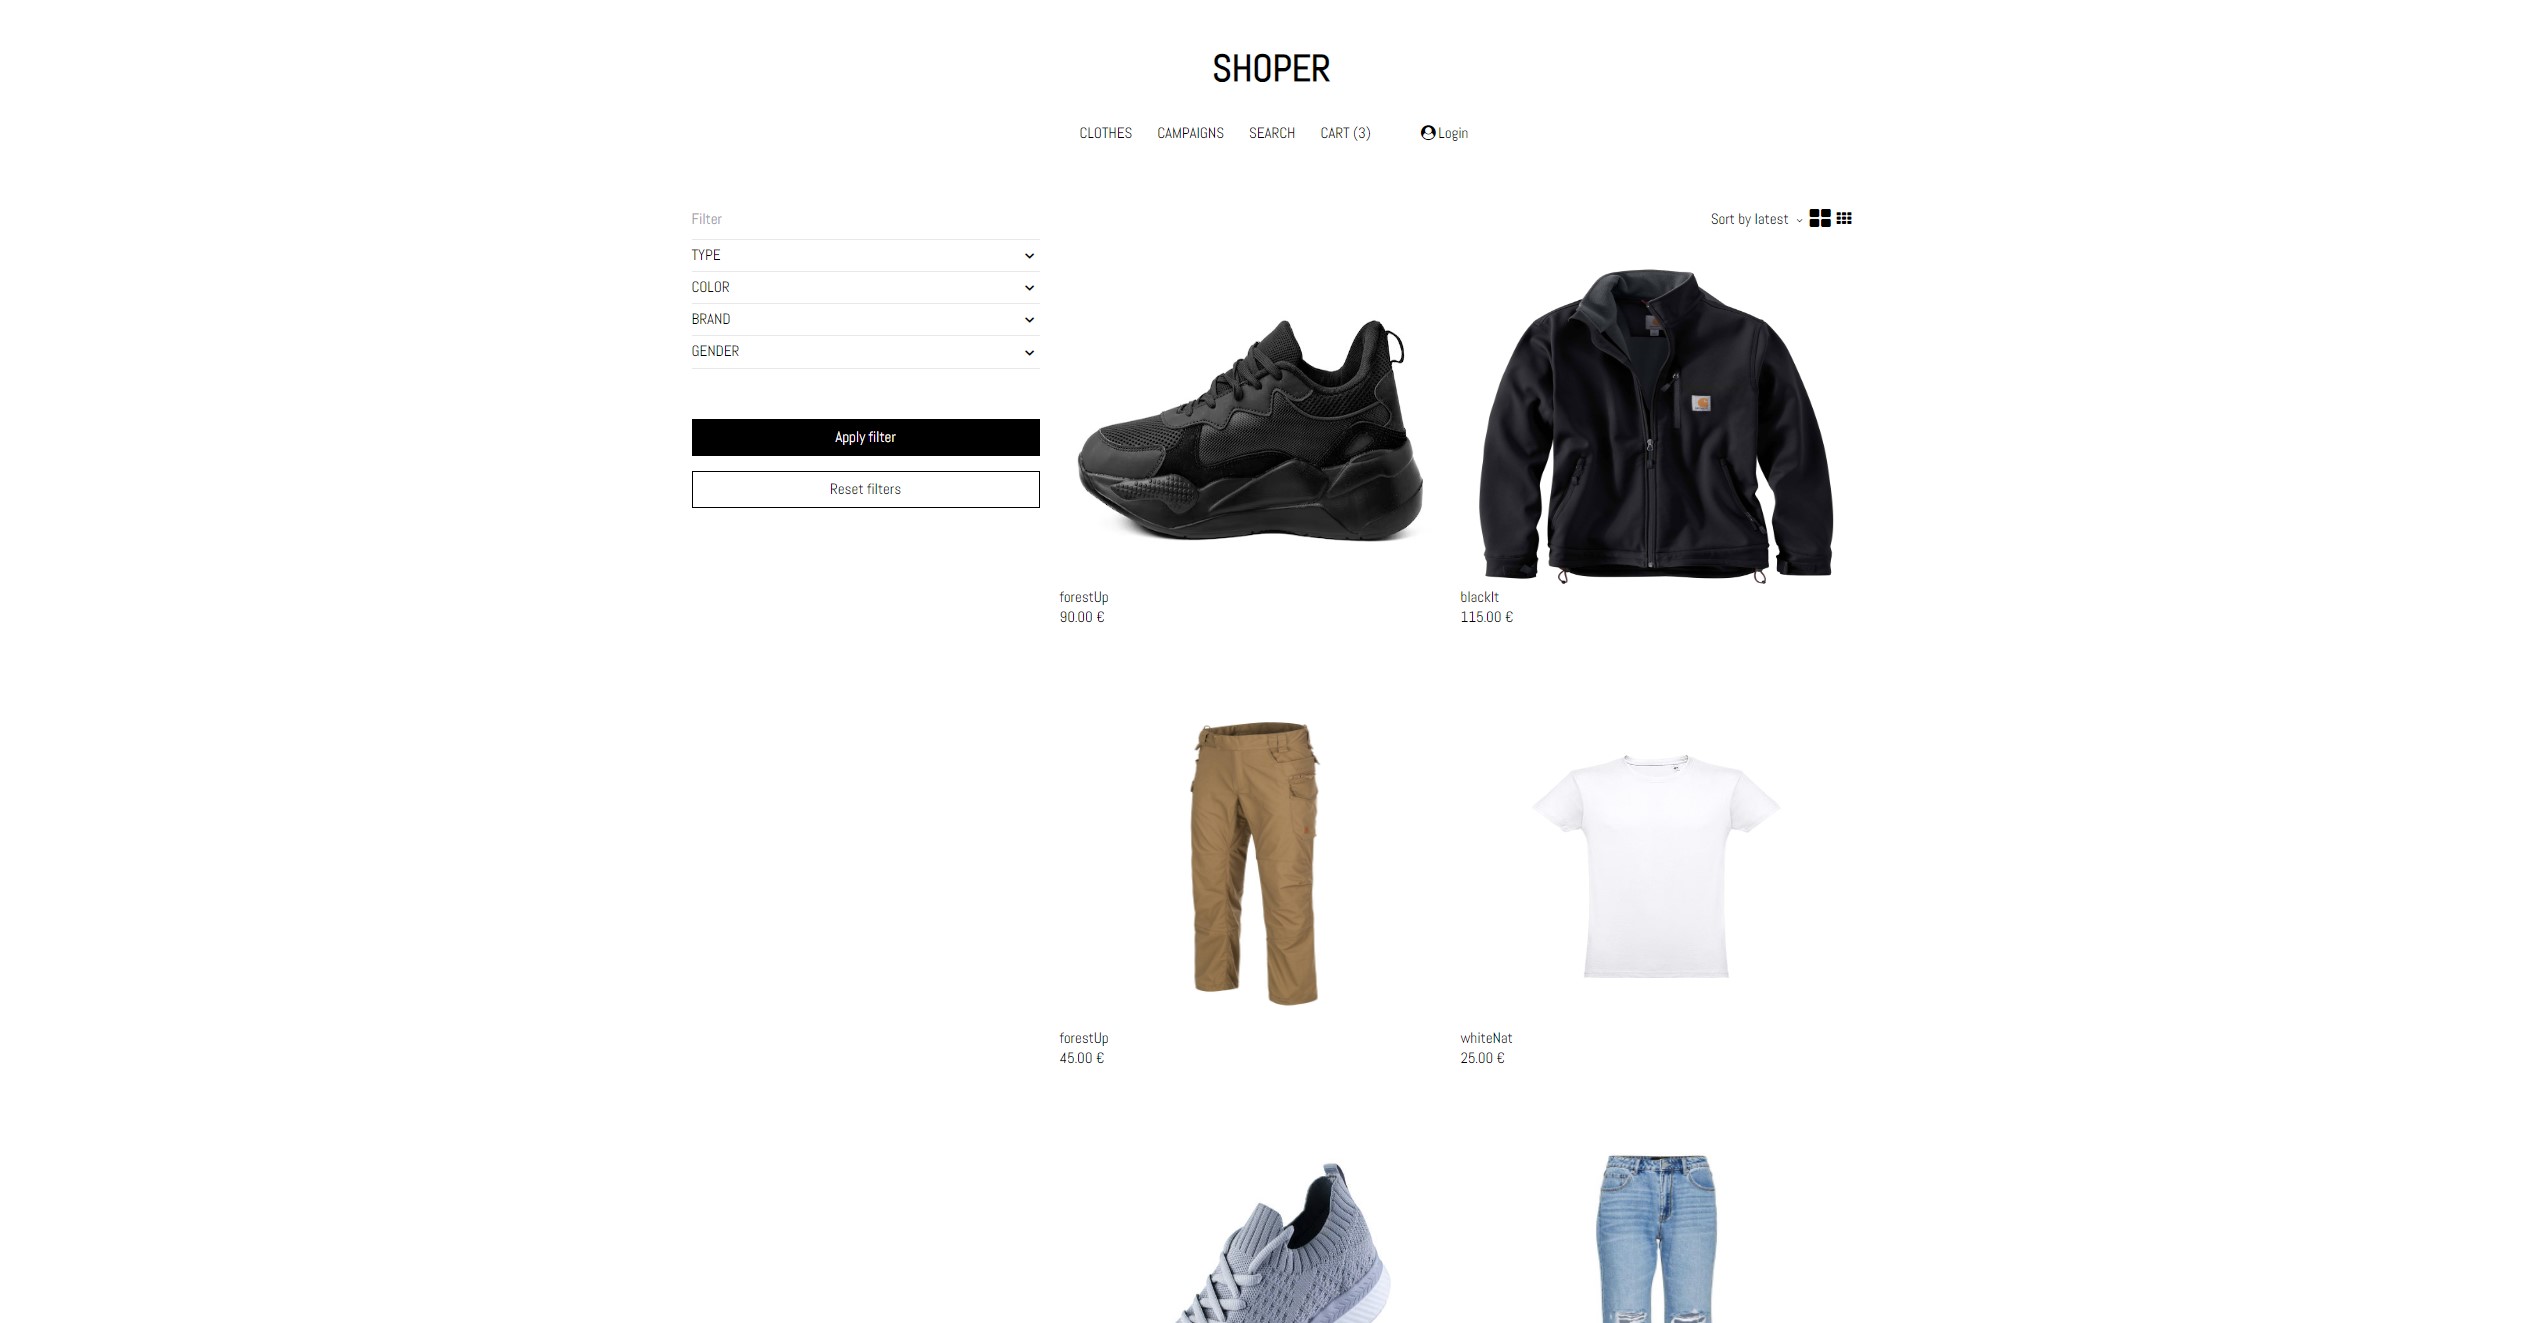 SHOPER
CLOTHES CAMPAIGNS SEARCH CART (3) Login
Filter
TYPE
COLOR
BRAND
GENDER
Apply filter
Reset filters
Sort by latest
forestUp
90.00 €
blackIt
115.00 €
forestUp
45.00 €
whiteNat
25.00 €